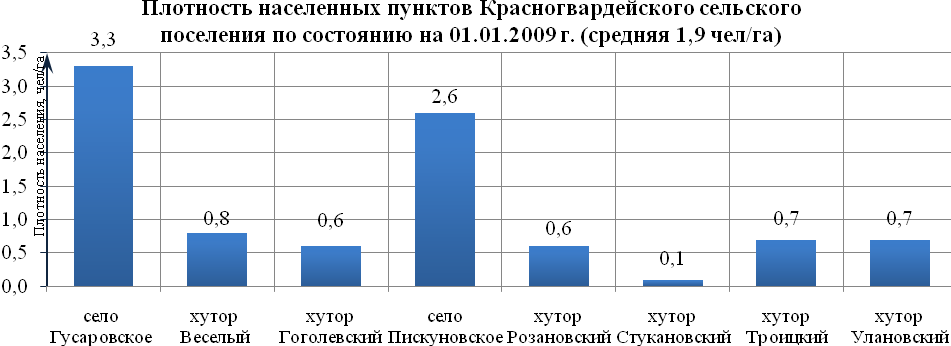 Плотность населенных пунктов Красногвардейского сельского
поселения по состоянию на 01.01.2009 г. (средняя 1,9 чел/га)
Плотность населения, чел/га
3,5
3,0
2,5
2,0
1,5
1,0
0,5
0,0
3,3
0,8
0,6
2,6
0,6
0,1
0,7
0,7
село
Гусаровское
хутор
Веселый
хутор
Гоголевский
село
Пискуновское
хутор
Розановский
хутор
Стукановский
хутор
Троицкий
хутор
Улановский